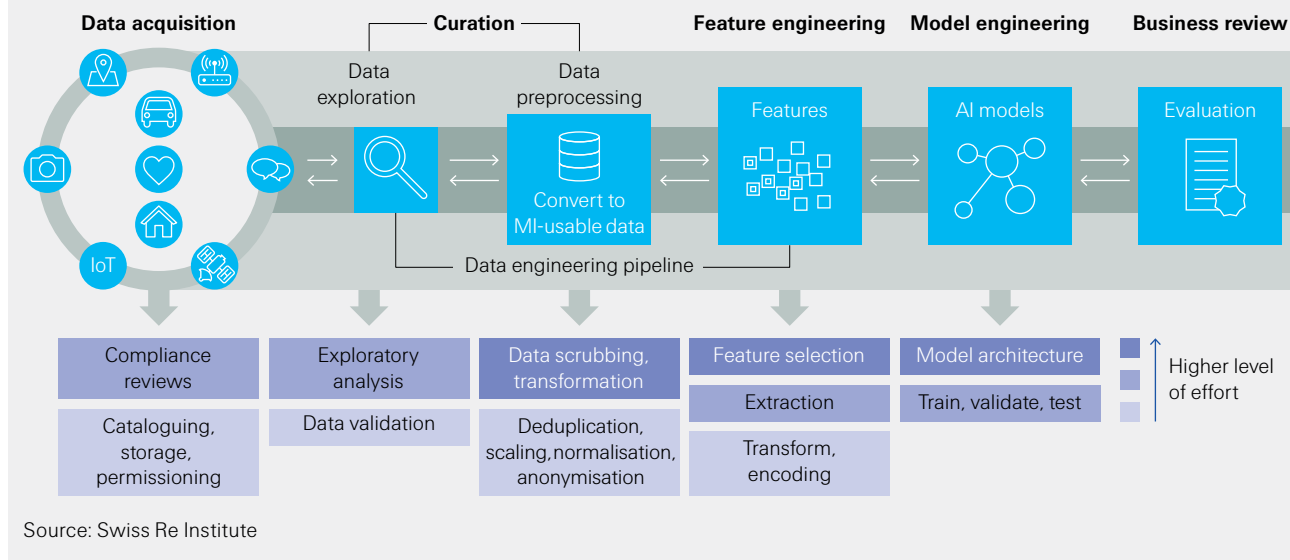 Data acquisition
Curation
Feature engineering
Model engineering
Business review
Data
exploration
Data
preprocessing
Features
AI models
Evaluation
Convert to
MI-usable data
IoT
Data engineering pipeline
Compliance
reviews
Exploratory
analysis
Data scrubbing,
transformation
Feature selection
Model architecture
Higher level
of effort
Extraction
Train, validate, test
Cataloguing,
storage,
permissioning
Data validation
Deduplication,
scaling, normalisation,
anonymisation
Transform,
encoding
Source: Swiss Re Institute